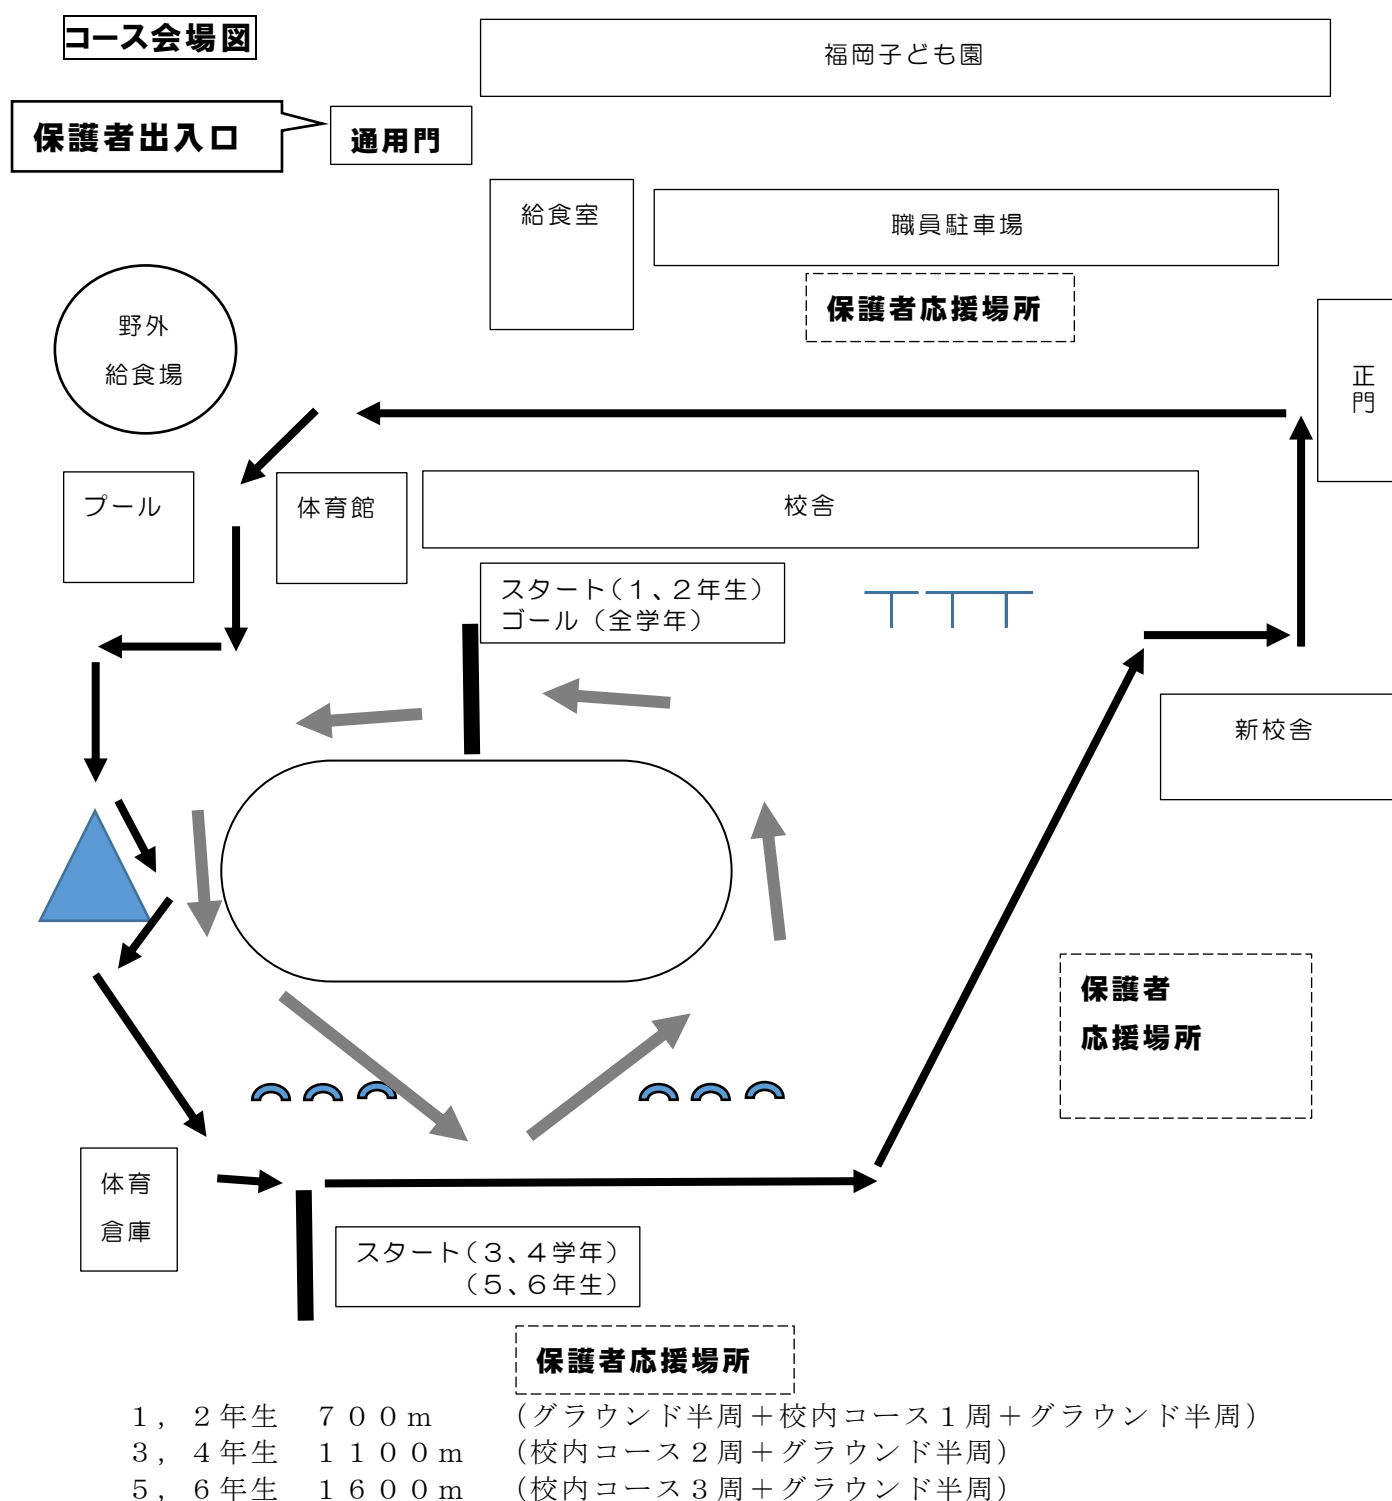 コース会場図
福岡子ども園
保護者出入口
通用門
給食室
職員駐車場
保護者応援場所
野外
給食場
正門
プール
体育館
校舎
スタート（１、２年生）
ゴール（全学年）
新校舎
保護者
応援場所
体育
倉庫
スタート（３、４学年）
（５、６年生）
保護者応援場所
１，２年生　７００ｍ　（グラウンド半周＋校内コース１周＋グラウンド半周）
３，４年生　１１００ｍ　（校内コース２周＋グラウンド半周）
５，６年生　１６００ｍ　（校内コース３周＋グラウンド半周）